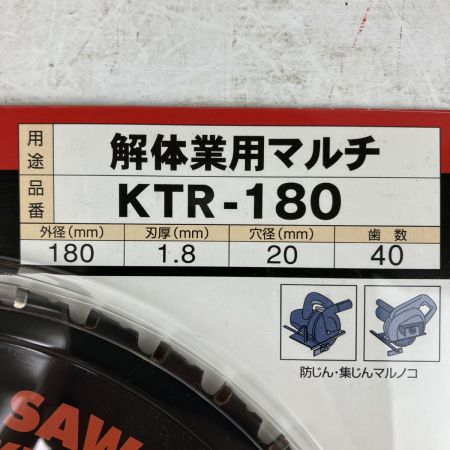 用途 解体業用マルチ
品番 KTR-180
外径(mm) 刃厚(mm) 穴径(mm) 歯数
180 1.8 20 40
防じん・集じんマルノコ
SAW